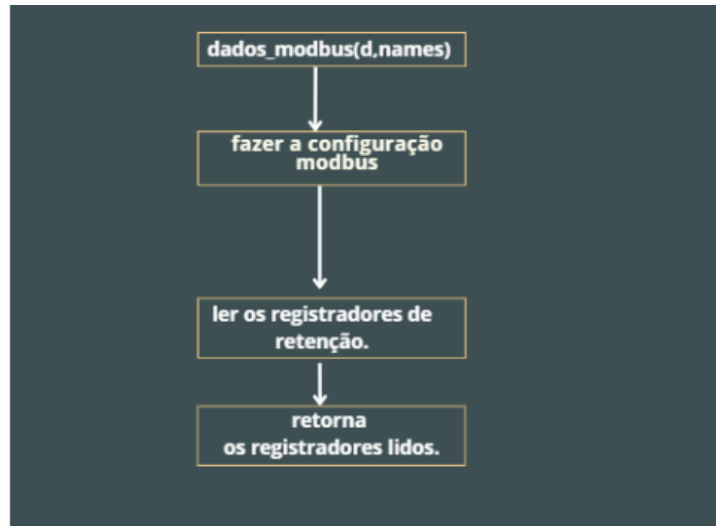 dados_modbus(d,names)
fazer a configuração
modbus
ler os registradores de
retenção.
retorna
os registradores lidos.